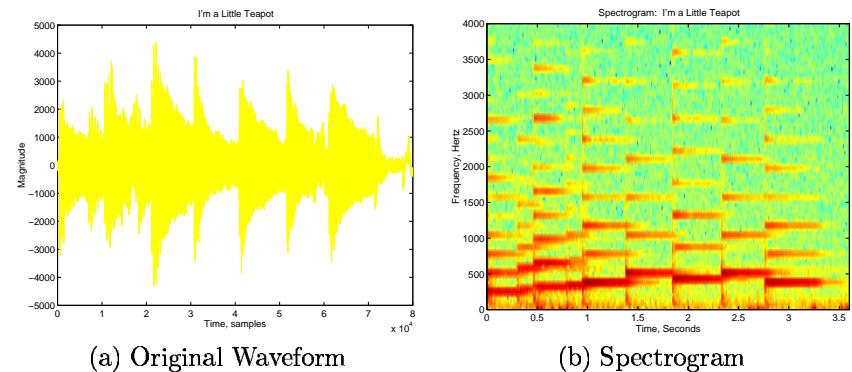 I'm a Little Teapot
5000
4000
3000
2000
1000
0
−1000
−2000
−3000
−4000
−5000
Magnitude
0 1 2 3 4 5 6 7 8
x 10^4
Time, samples
(a) Original Waveform
Spectrogram: I'm a Little Teapot
4000
3500
3000
2500
2000
1500
1000
500
0
Frequency, Hertz
0 0.5 1 1.5 2 2.5 3 3.5
Time, Seconds
(b) Spectrogram